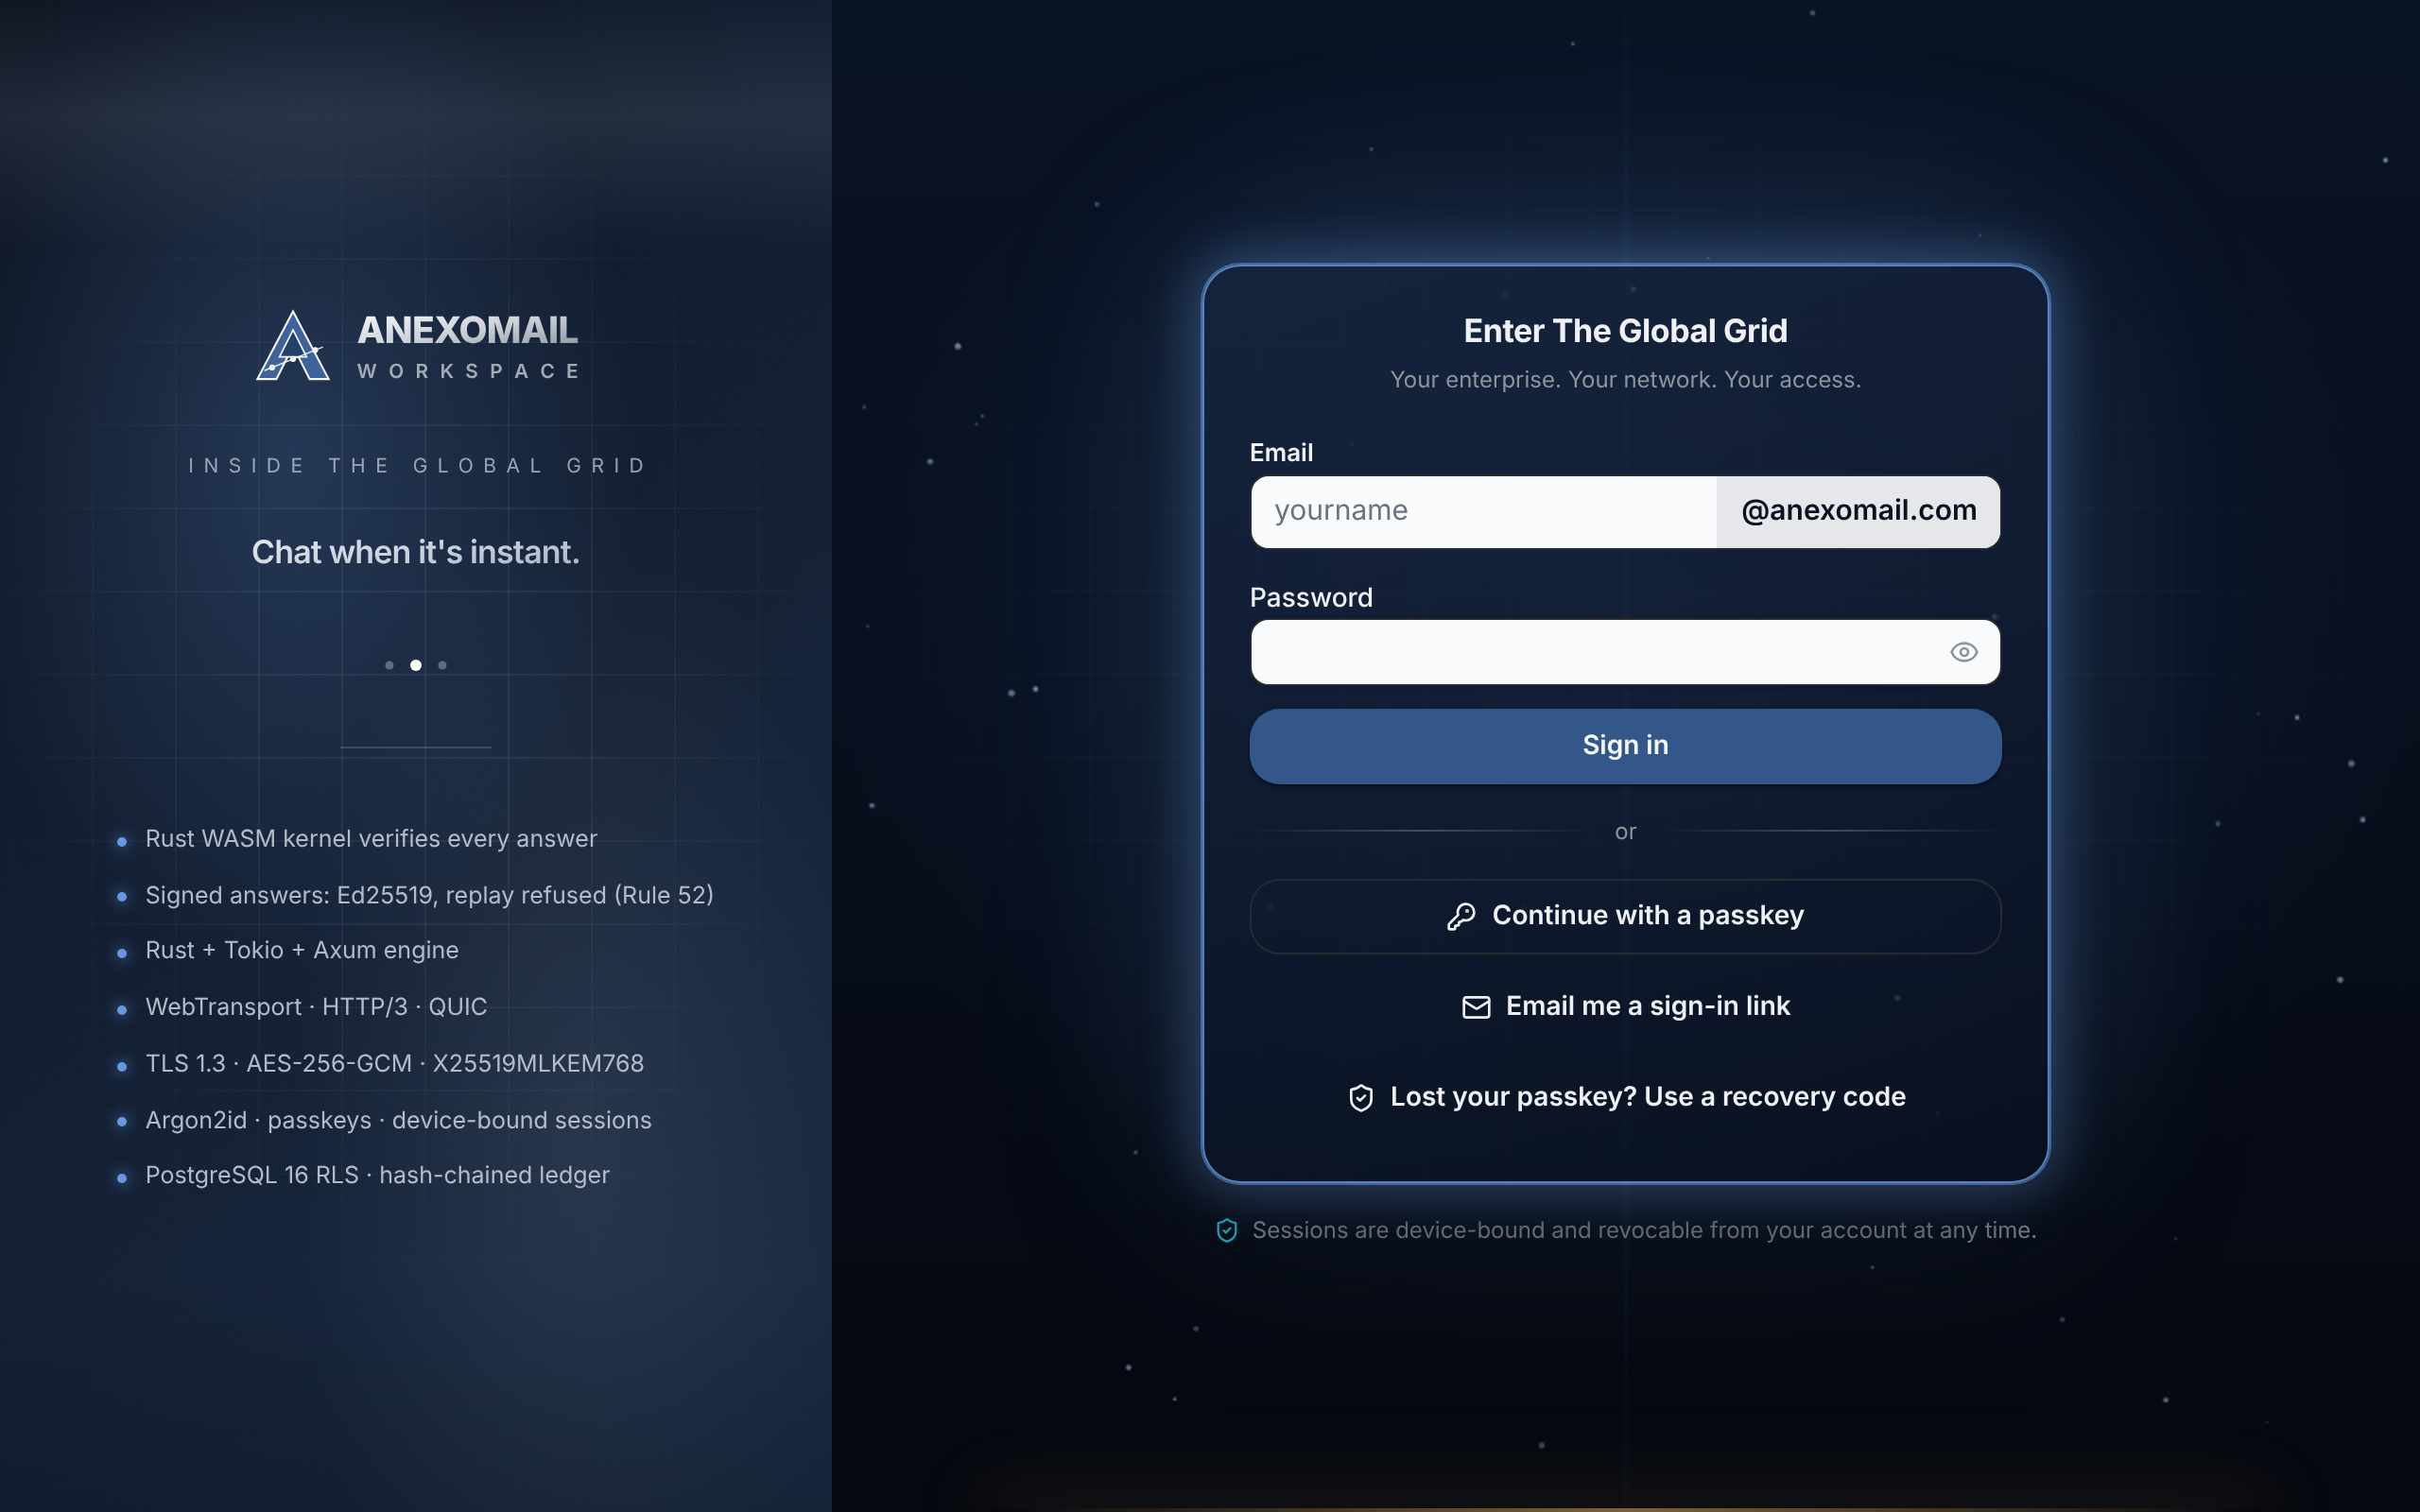 ANEXOMAIL
WORKSPACE
INSIDE THE GLOBAL GRID
Chat when it's instant.
Rust WASM kernel verifies every answer
Signed answers: Ed25519, replay refused (Rule 52)
Rust + Tokio + Axum engine
WebTransport · HTTP/3 · QUIC
TLS 1.3 · AES-256-GCM · X25519MLKEM768
Argon2id · passkeys · device-bound sessions
PostgreSQL 16 RLS · hash-chained ledger
Enter The Global Grid
Your enterprise. Your network. Your access.
Email
yourname @anexomail.com
Password
Sign in
or
Continue with a passkey
Email me a sign-in link
Lost your passkey? Use a recovery code
Sessions are device-bound and revocable from your account at any time.